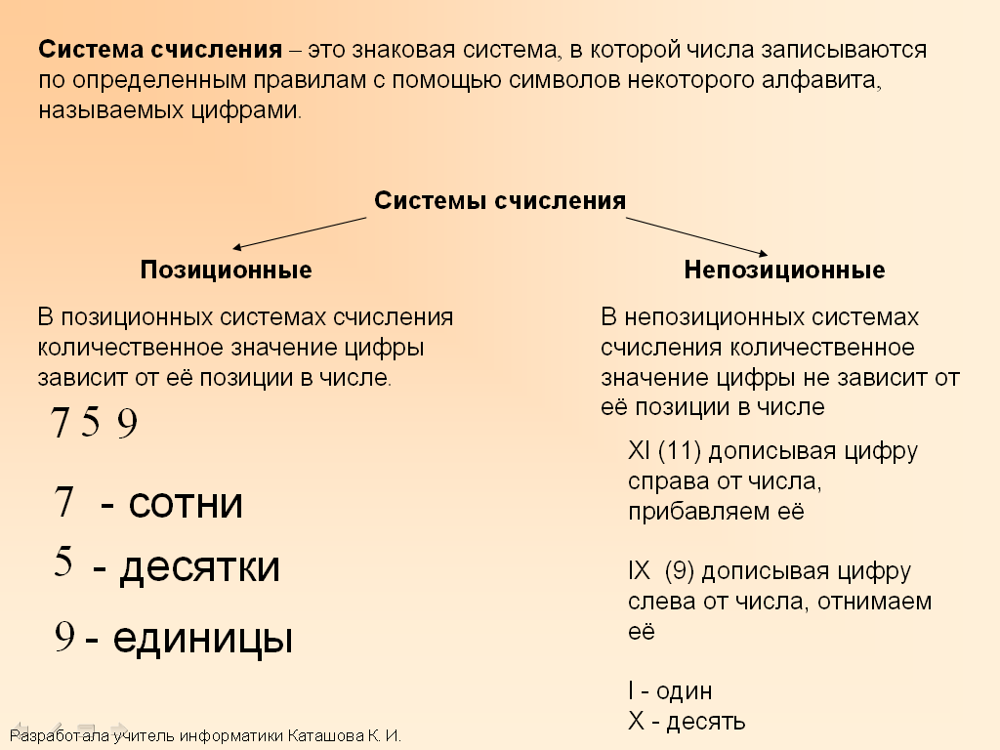 Система счисления – это знаковая система, в которой числа записываются
по определенным правилам с помощью символов некоторого алфавита,
называемых цифрами.
Системы счисления
Позиционные
В позиционных системах счисления
количественное значение цифры
зависит от её позиции в числе.
7 5 9
7 - сотни
5 - десятки
9 - единицы
Непозиционные
В непозиционных системах
счисления количественное
значение цифры не зависит от
её позиции в числе
XI (11) дописывая цифру
справа от числа,
прибавляем её
IX (9) дописывая цифру
слева от числа, отнимаем
её
I - один
X - десять
Разработала учитель информатики Каташова К. И.